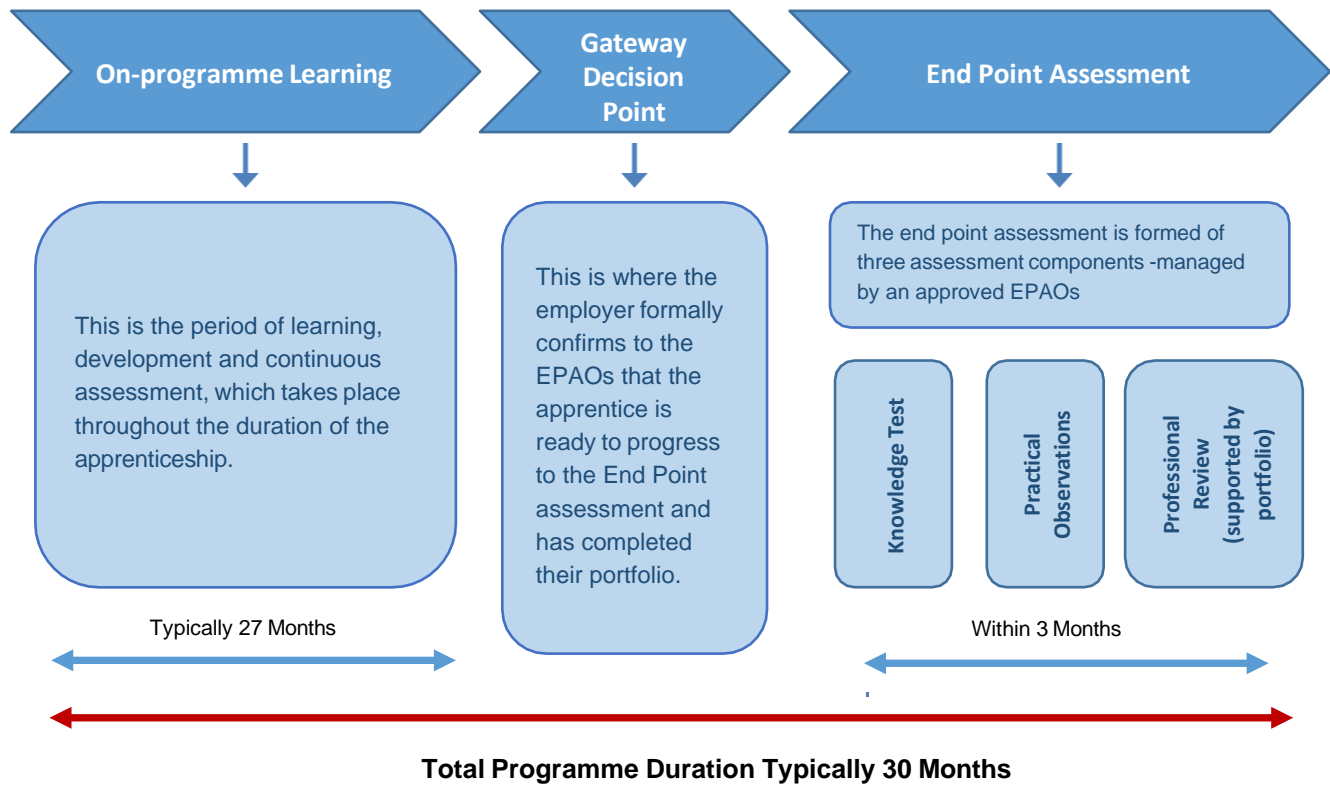 On-programme Learning
Gateway
Decision
Point
End Point Assessment
This is the period of learning,
development and continuous
assessment, which takes place
throughout the duration of the
apprenticeship.
This is where the
employer formally
confirms to the
EPAOs that the
apprentice is
ready to progress
to the End Point
assessment and
has completed
their portfolio.
The end point assessment is formed of
three assessment components -managed
by an approved EPAOs
Knowledge Test
Practical
Observations
Professional
Review
(supported by
portfolio)
Typically 27 Months
Within 3 Months
Total Programme Duration Typically 30 Months